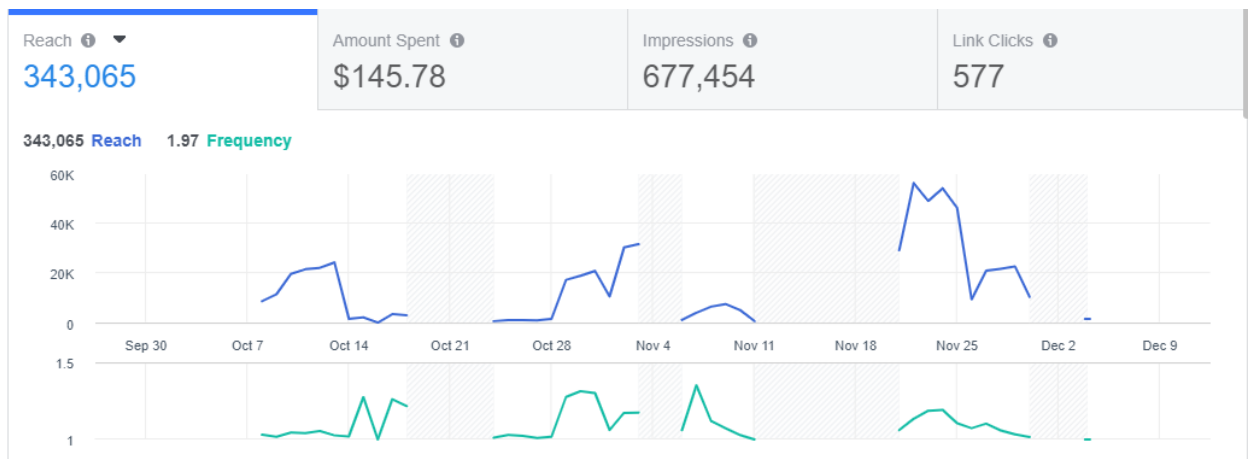 Reach Amount Spent Impressions Link Clicks
343,065 $145.78 677,454 577
343,065 Reach 1.97 Frequency
60K
40K
20K
0
Sep 30 Oct 7 Oct 14 Oct 21 Oct 28 Nov 4 Nov 11 Nov 18 Nov 25 Dec 2 Dec 9
1.5
1